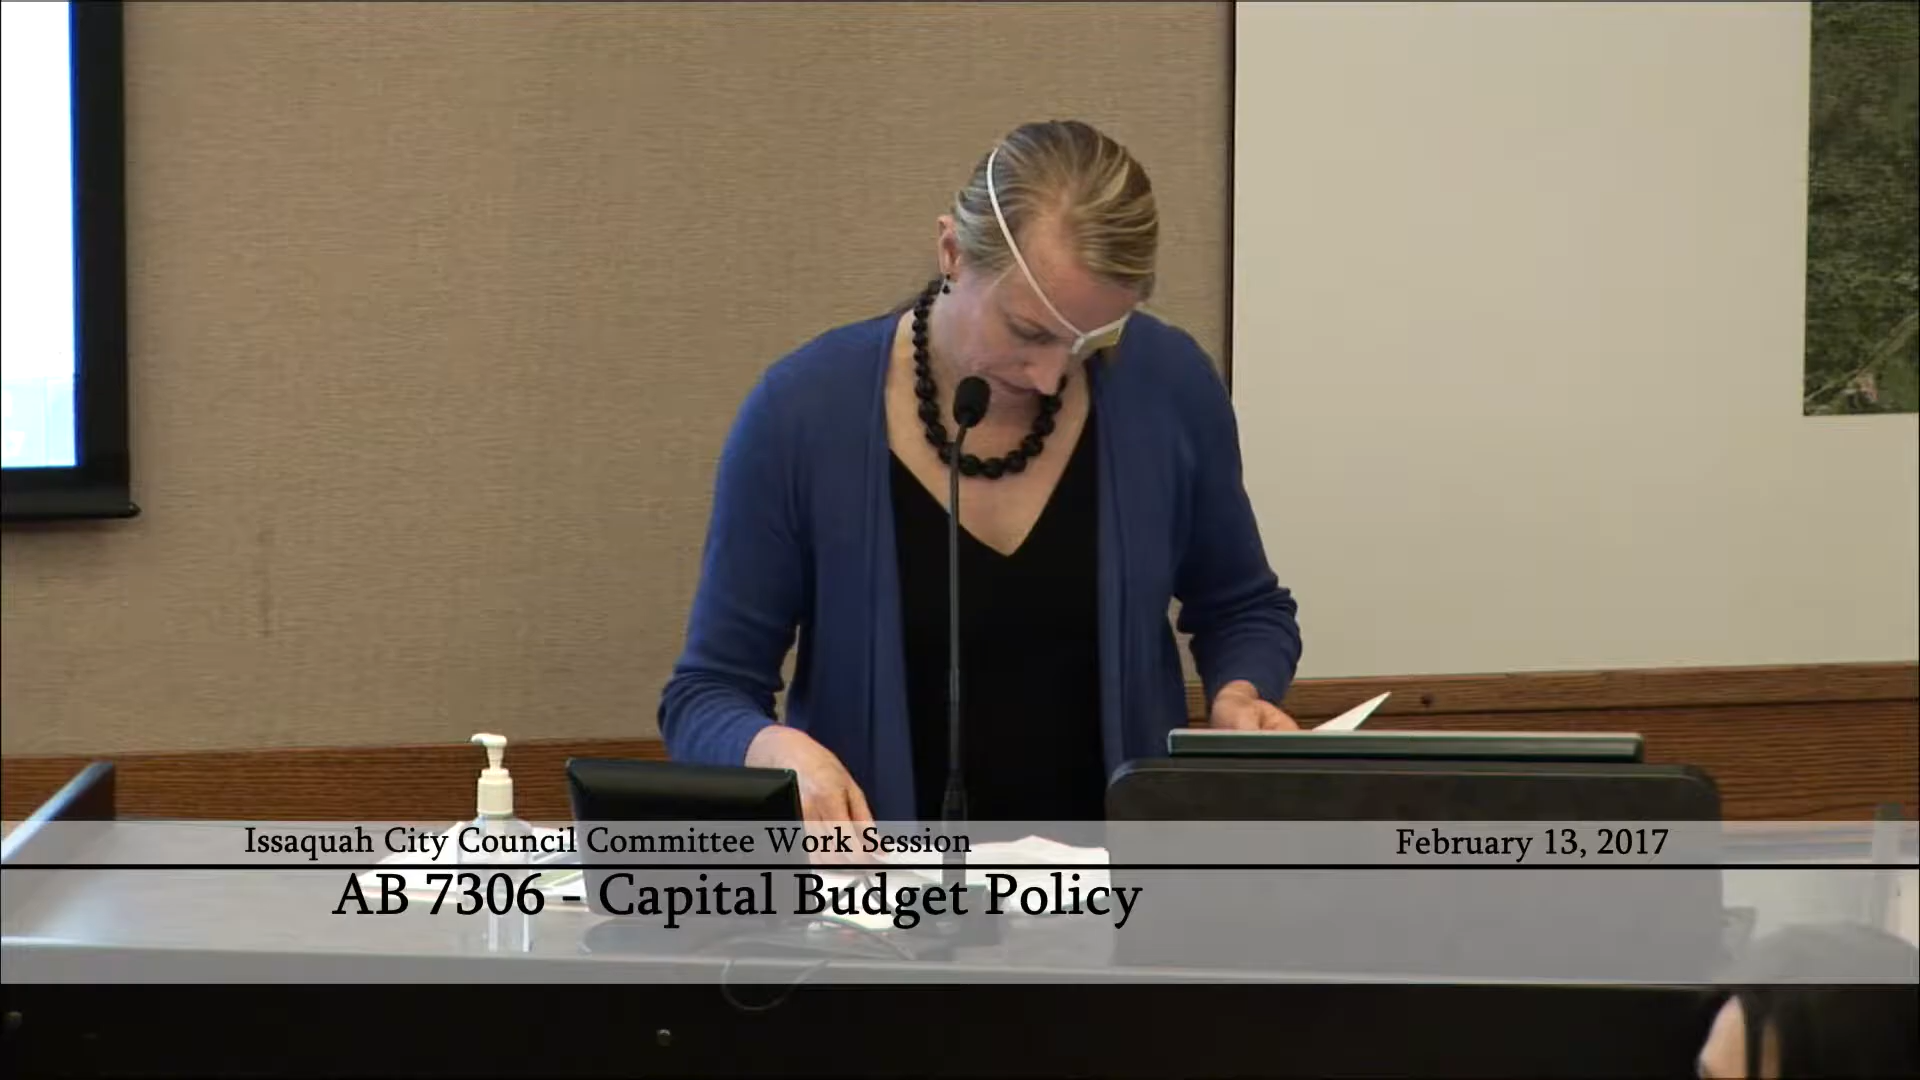 Issaquah City Council Committee Work Session
February 13, 2017
AB 7306 - Capital Budget Policy